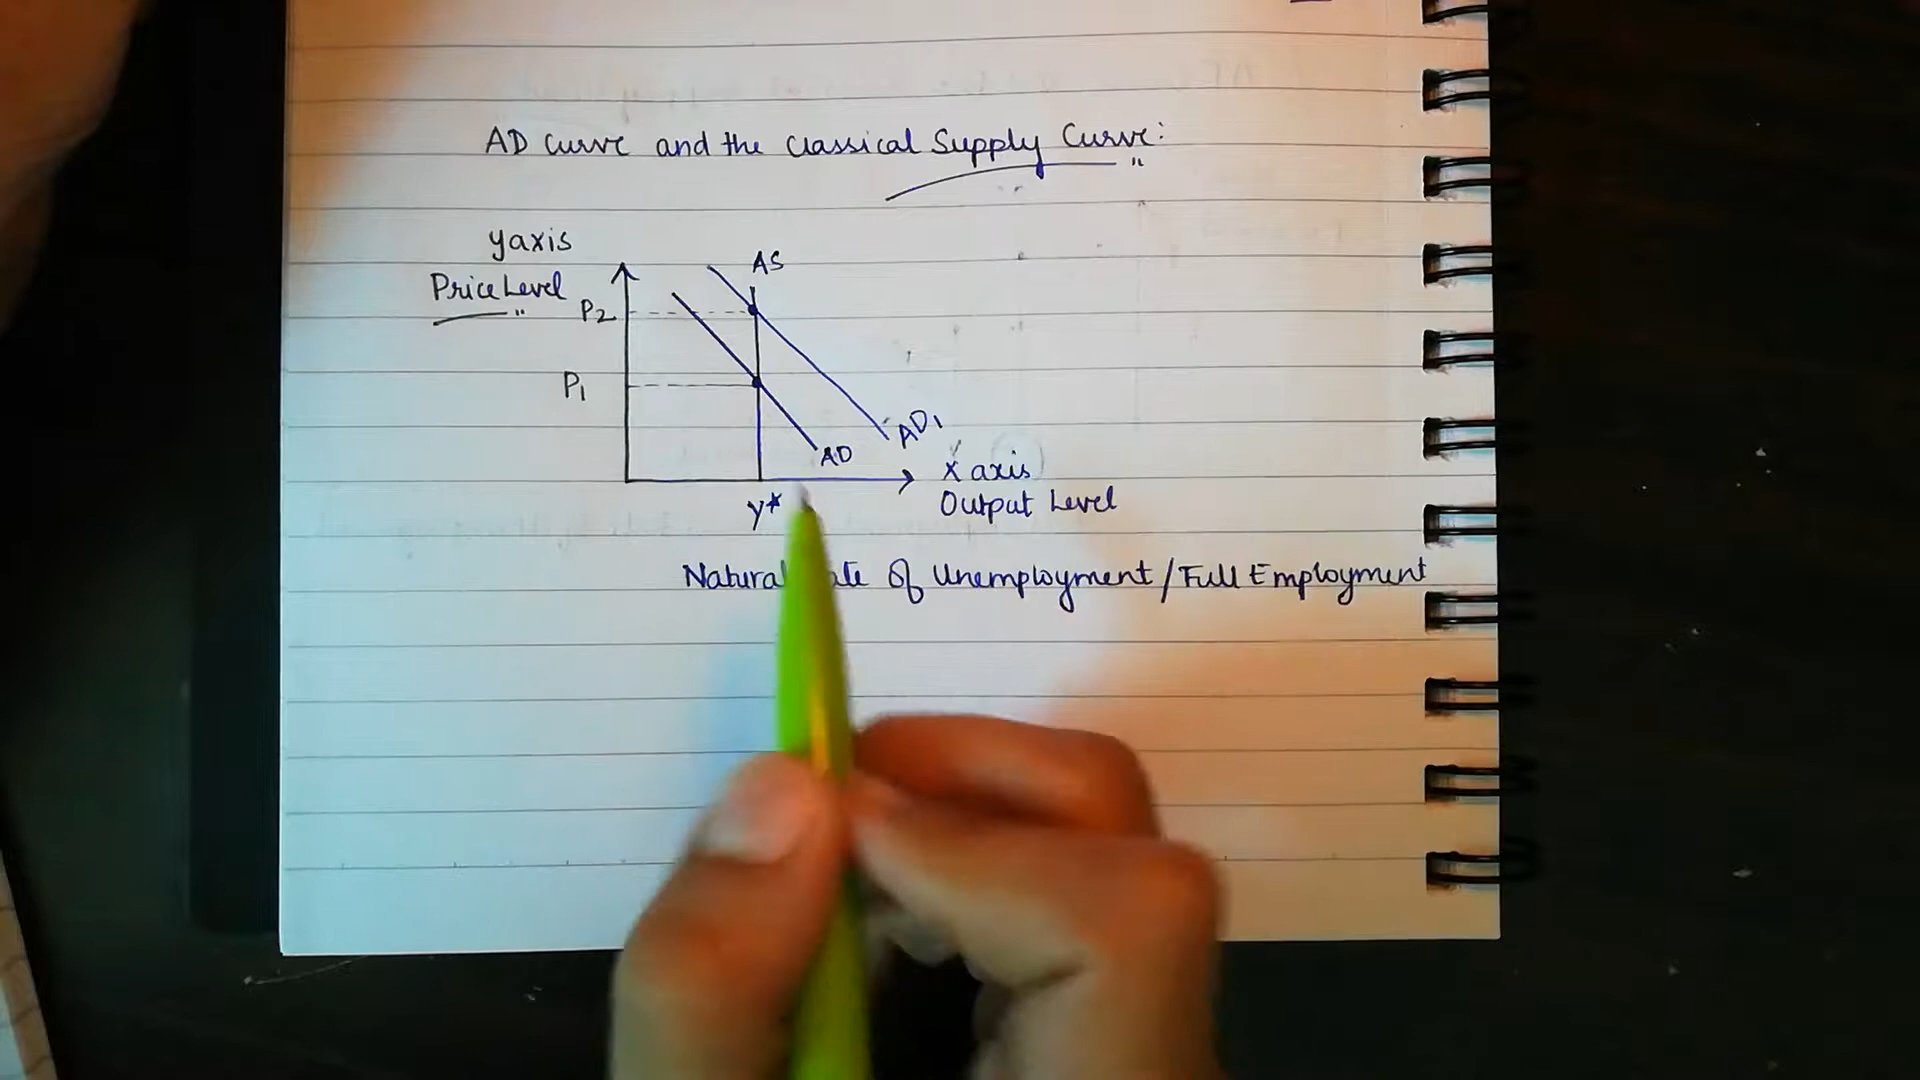 AD Curve and the Classical Supply Curve:
y axis
Price Level
AS
P2
P1
AD1
AD
X axis
y*
Output Level
Natural of Unemployment / Full Employment